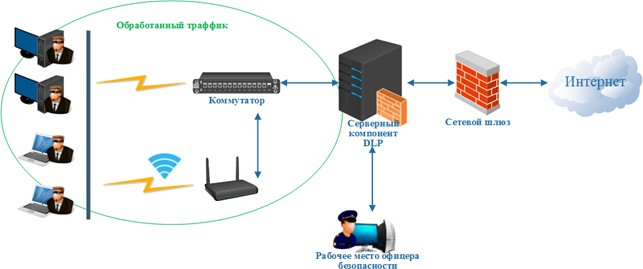 Обработанный траффик
Коммутатор
Серверный
компонент
DLP
Сетевой шлюз
Интернет
Рабочее место офицера
безопасности